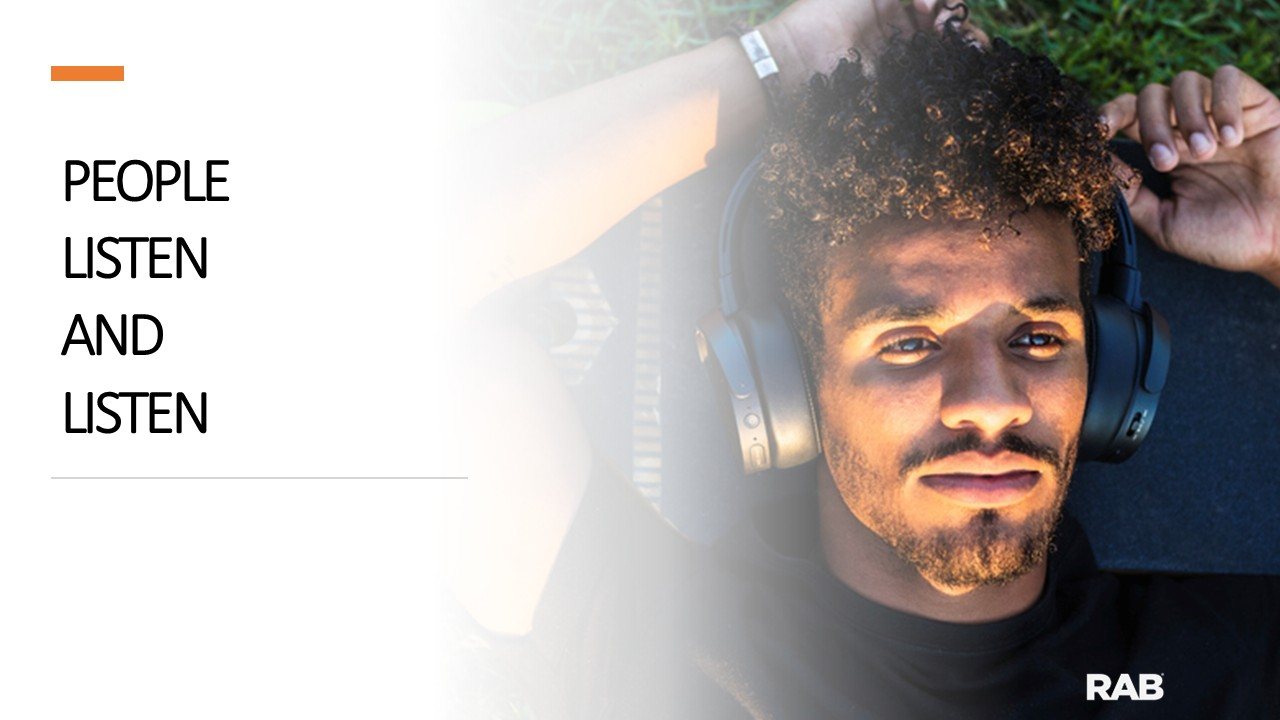 PEOPLE
LISTEN
AND
LISTEN
RAB